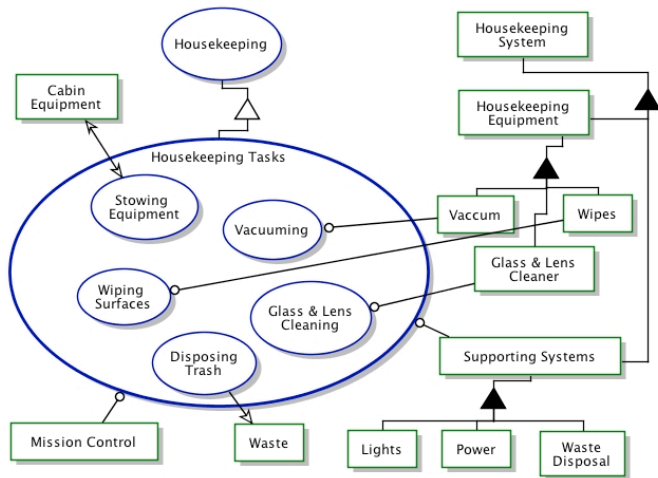 Housekeeping
Housekeeping
System
Cabin
Equipment
Housekeeping
Equipment
Housekeeping Tasks
Stowing
Equipment
Vacuuming
Vaccum
Wipes
Wiping
Surfaces
Glass & Lens
Cleaning
Glass & Lens
Cleaner
Disposing
Trash
Supporting Systems
Mission Control
Waste
Lights
Power
Waste
Disposal